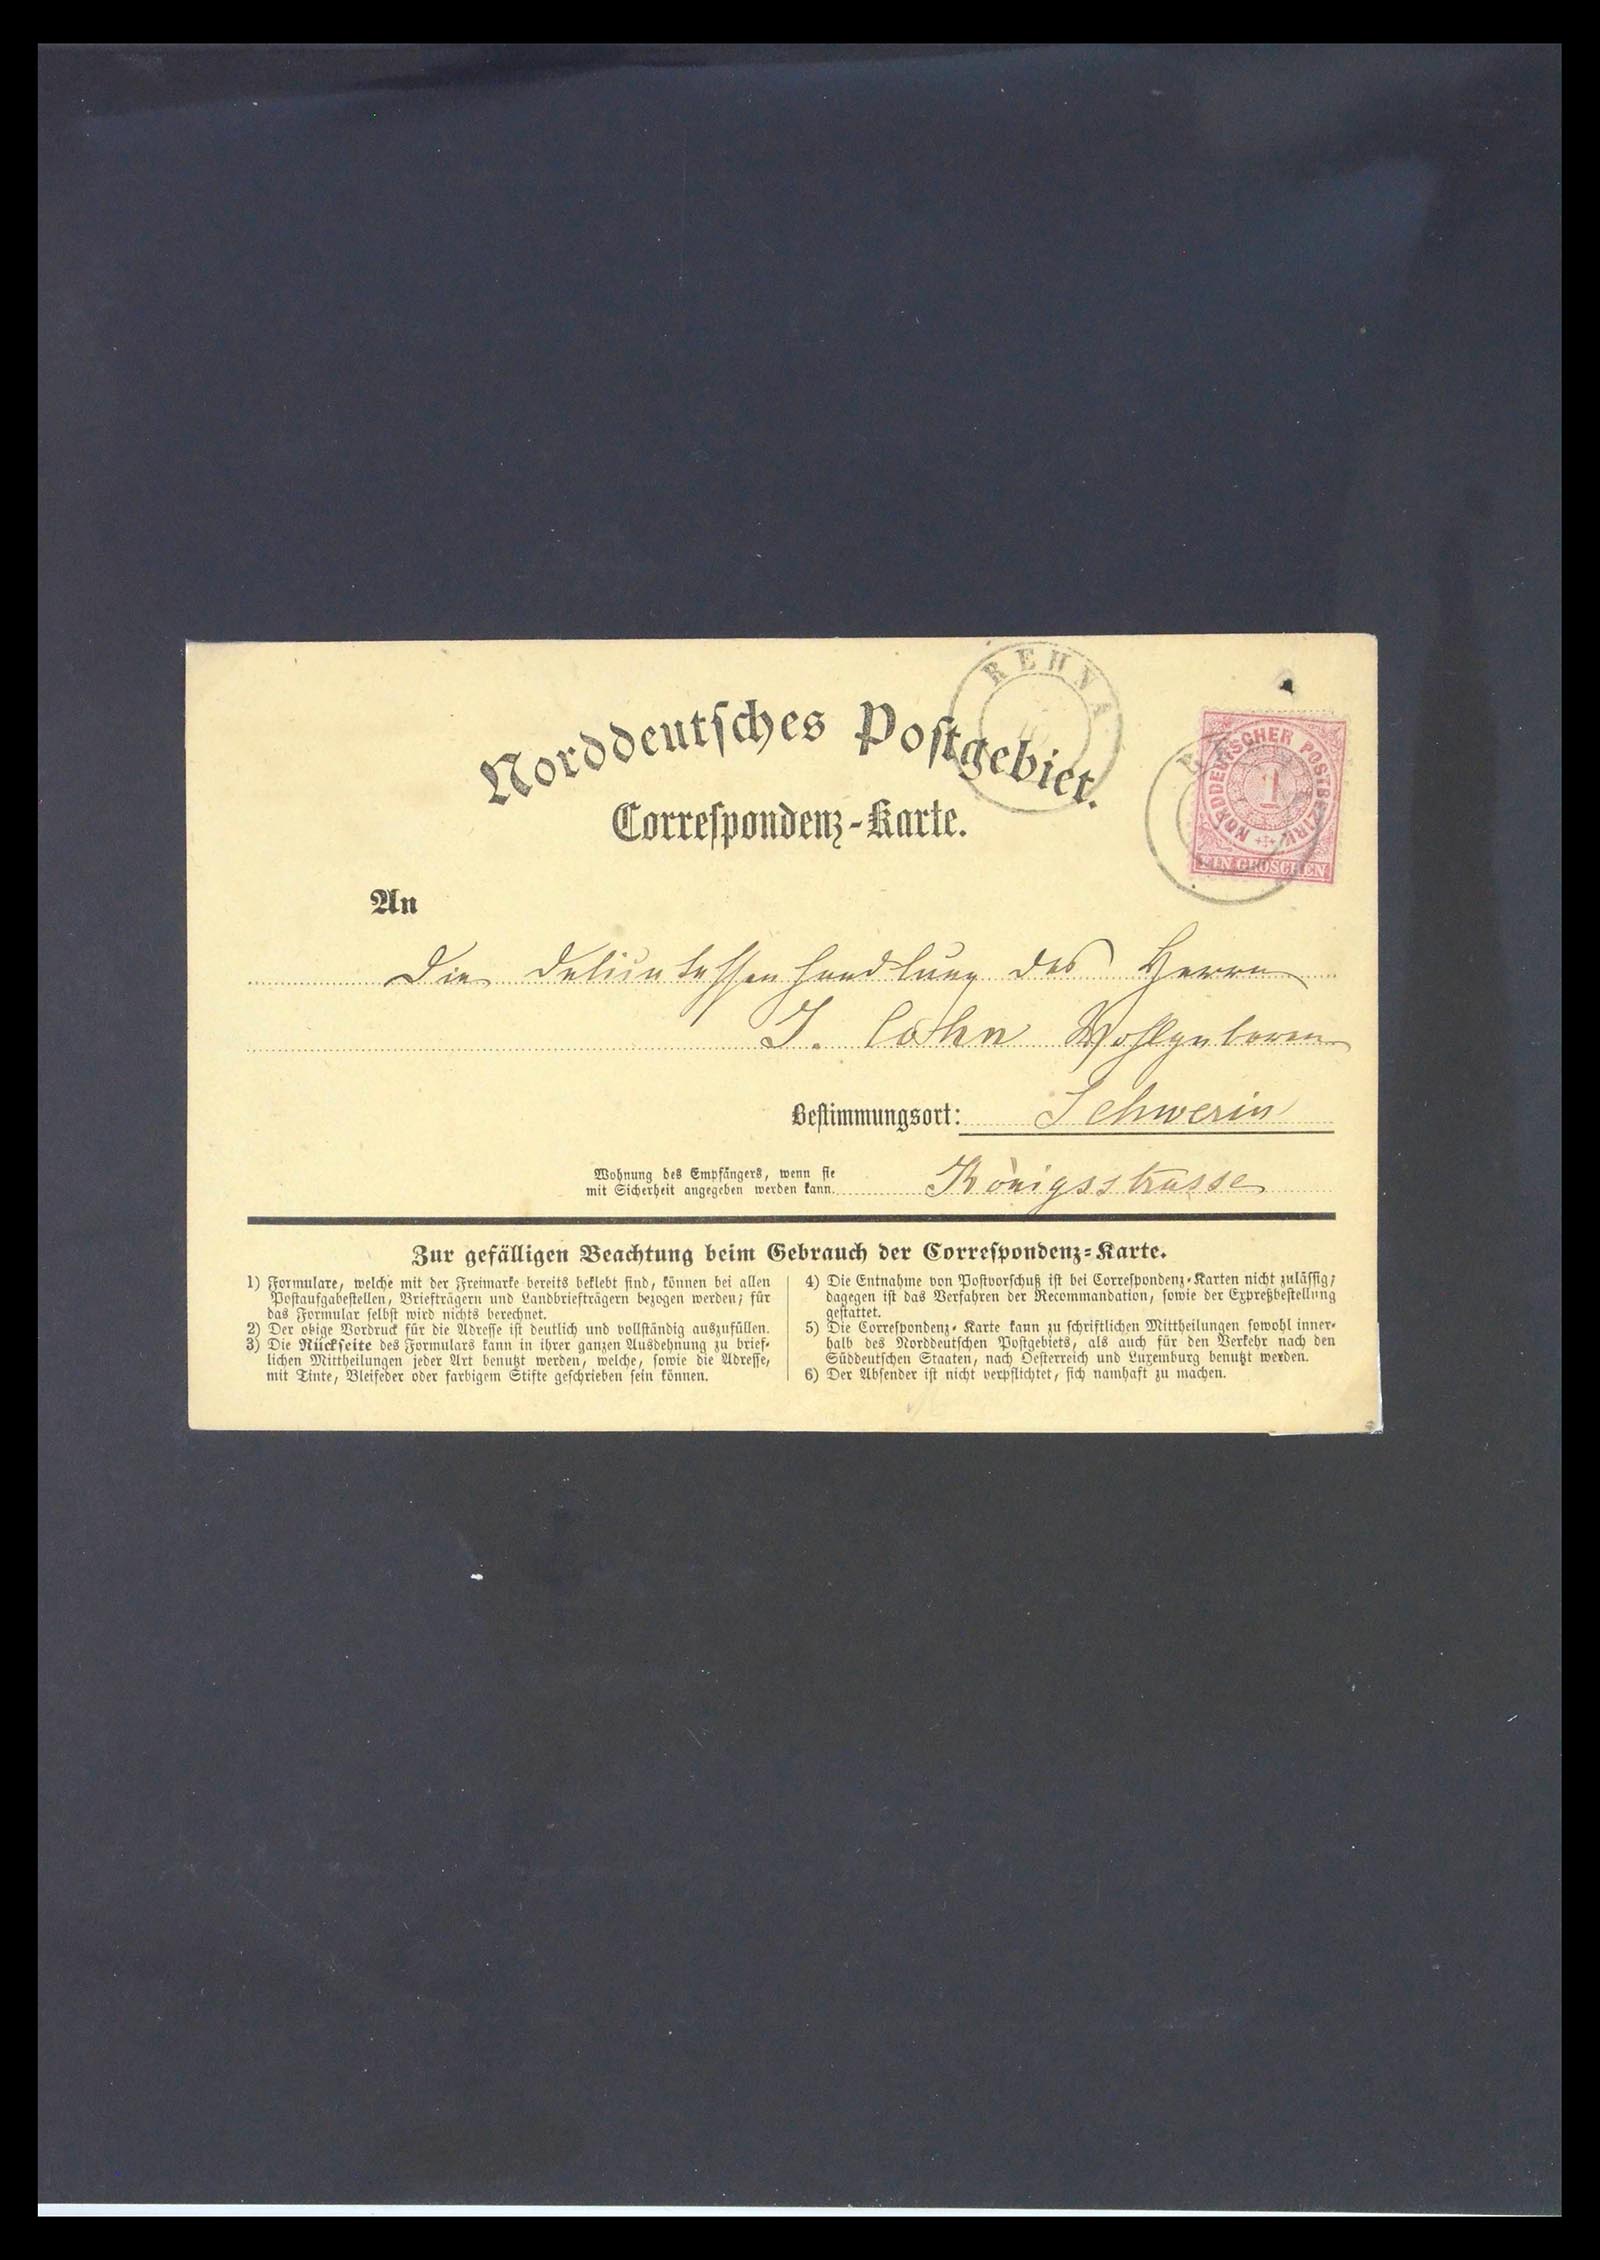 REHNA
Norddeutsches Postgebiet.
Correspondenz-Karte.
NORDDEUTSCHER POSTBEZIRK
1
EIN GROSCHEN
An
Die Delicatessenhandlung des Herrn
J. Cohn Wohlgeboren
Bestimmungsort: Schwerin
Wohnung des Empfängers, wenn sie
mit Sicherheit angegeben werden kann. Königsstrasse
Zur gefälligen Beachtung beim Gebrauch der Correspondenz-Karte.
1) Formulare, welche mit der Freimarke bereits beklebt sind, können bei allen
Postaufgabestellen, Briefträgern und Landbriefträgern bezogen werden; für
das Formular selbst wird nichts berechnet.
2) Der obige Vordruck für die Adresse ist deutlich und vollständig auszufüllen.
3) Die Rückseite des Formulars kann in ihrer ganzen Ausdehnung zu brief-
lichen Mittheilungen jeder Art benutzt werden, welche, sowie die Adresse,
mit Tinte, Bleifeder oder farbigem Stifte geschrieben sein können.
4) Die Entnahme von Postvorschuß ist bei Correspondenz-Karten nicht zulässig;
dagegen ist das Verfahren der Recommandation, sowie der Expreßbestellung
gestattet.
5) Die Correspondenz-Karte kann zu schriftlichen Mittheilungen sowohl inner-
halb des Norddeutschen Postgebiets, als auch für den Verkehr nach den
Süddeutschen Staaten, nach Oesterreich und Luxemburg benutzt werden.
6) Der Absender ist nicht verpflichtet, sich namhaft zu machen.